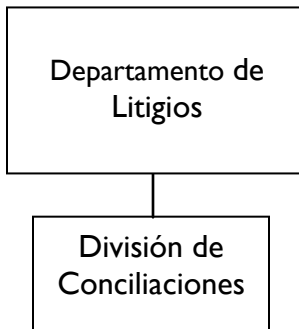 Departamento de
Litigios
División de
Conciliaciones